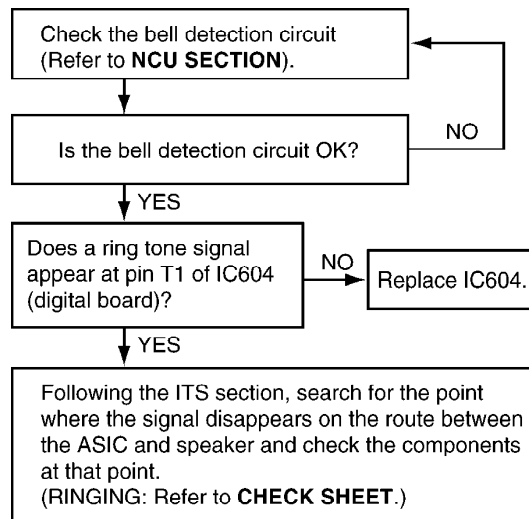 Check the bell detection circuit
(Refer to NCU SECTION).
Is the bell detection circuit OK?
NO
YES
Does a ring tone signal
appear at pin T1 of IC604
(digital board)?
NO
Replace IC604.
YES
Following the ITS section, search for the point
where the signal disappears on the route between
the ASIC and speaker and check the components
at that point.
(RINGING: Refer to CHECK SHEET.)